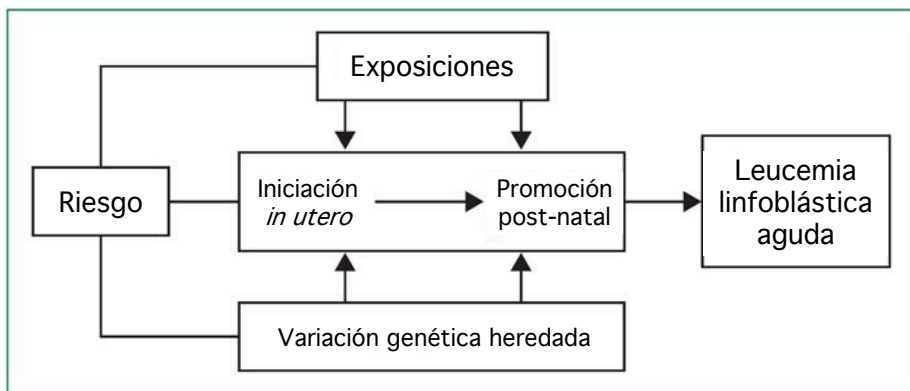 Exposiciones
Riesgo
Iniciación
in utero
Promoción
post-natal
Leucemia
linfoblástica
aguda
Variación genética heredada